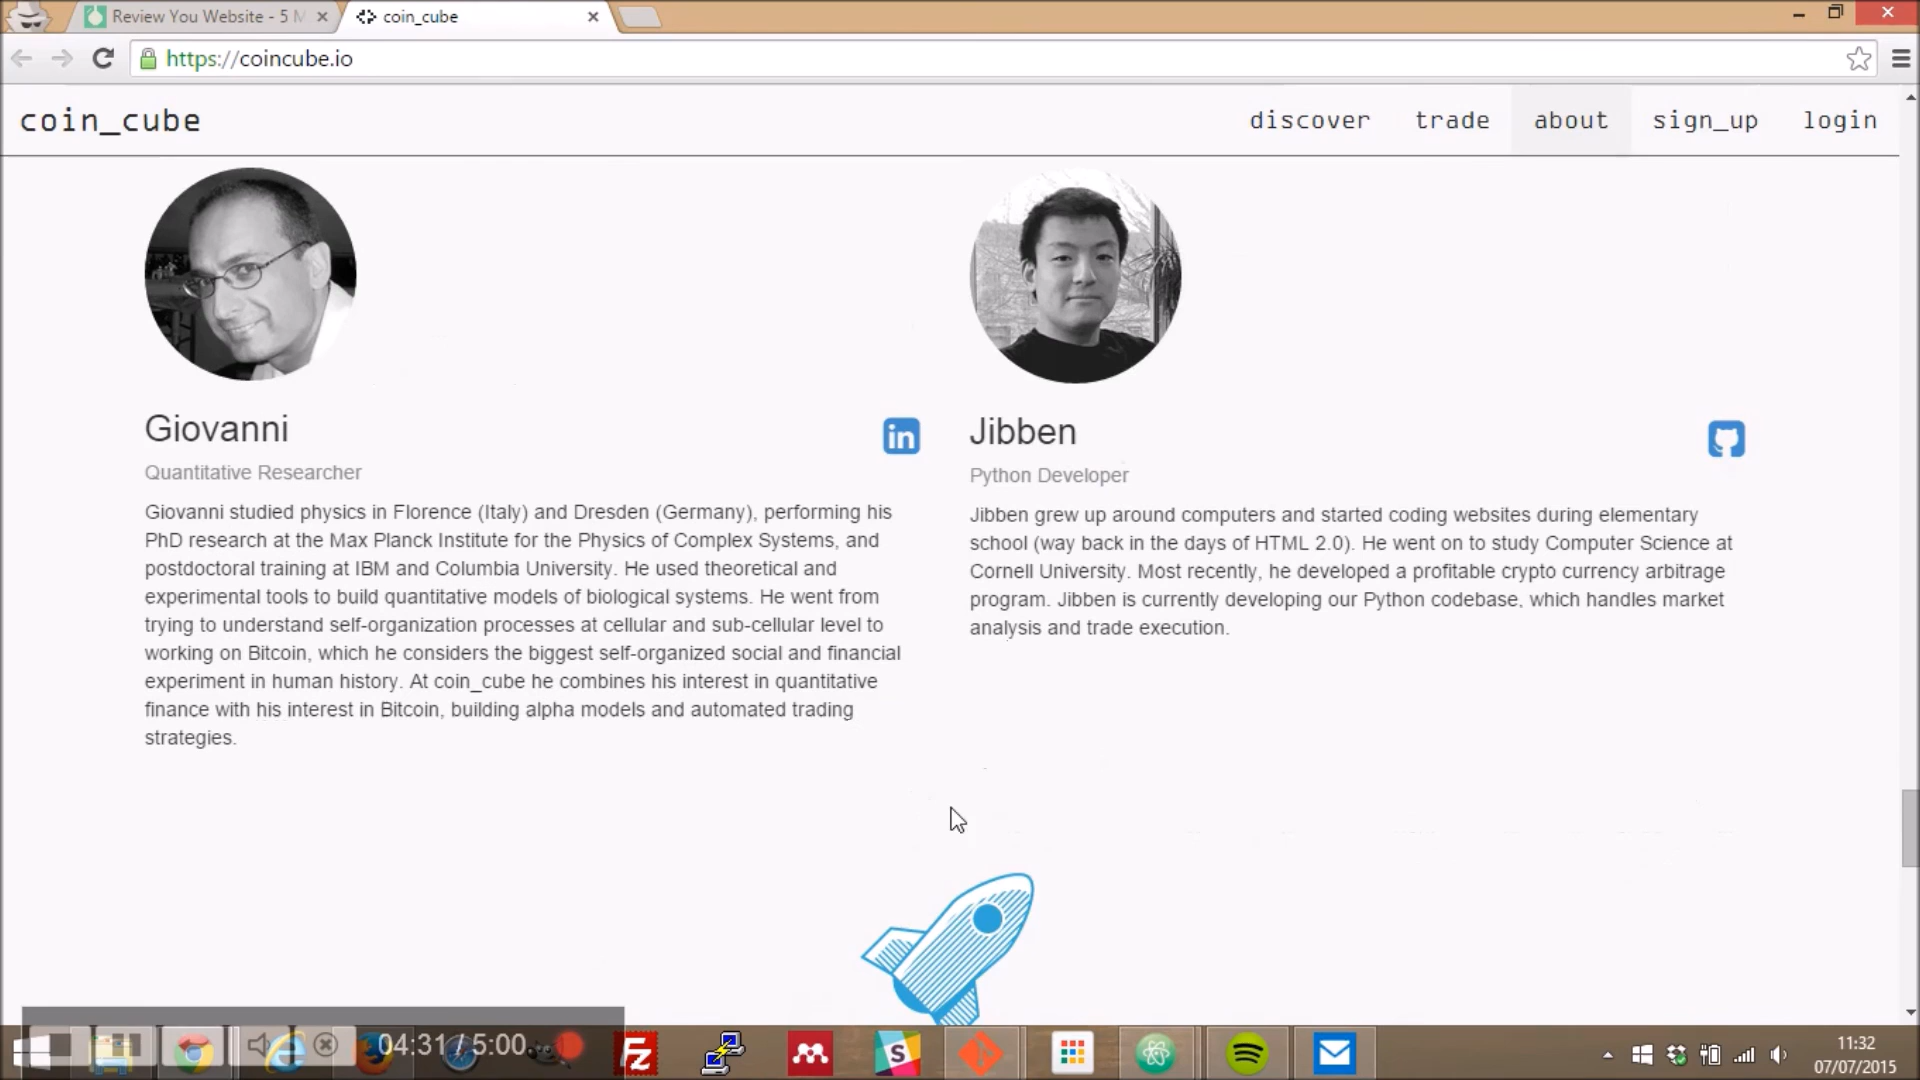 Review You Website - 5 M
coin_cube
https://coincube.io
coin_cube
discover
trade
about
sign_up
login
Giovanni
in
Quantitative Researcher
Giovanni studied physics in Florence (Italy) and Dresden (Germany), performing his
PhD research at the Max Planck Institute for the Physics of Complex Systems, and
postdoctoral training at IBM and Columbia University. He used theoretical and
experimental tools to build quantitative models of biological systems. He went from
trying to understand self-organization processes at cellular and sub-cellular level to
working on Bitcoin, which he considers the biggest self-organized social and financial
experiment in human history. At coin_cube he combines his interest in quantitative
finance with his interest in Bitcoin, building alpha models and automated trading
strategies.
Jibben
Python Developer
Jibben grew up around computers and started coding websites during elementary
school (way back in the days of HTML 2.0). He went on to study Computer Science at
Cornell University. Most recently, he developed a profitable crypto currency arbitrage
program. Jibben is currently developing our Python codebase, which handles market
analysis and trade execution.
04:31 / 5:00
FZ
S
11:32
07/07/2015